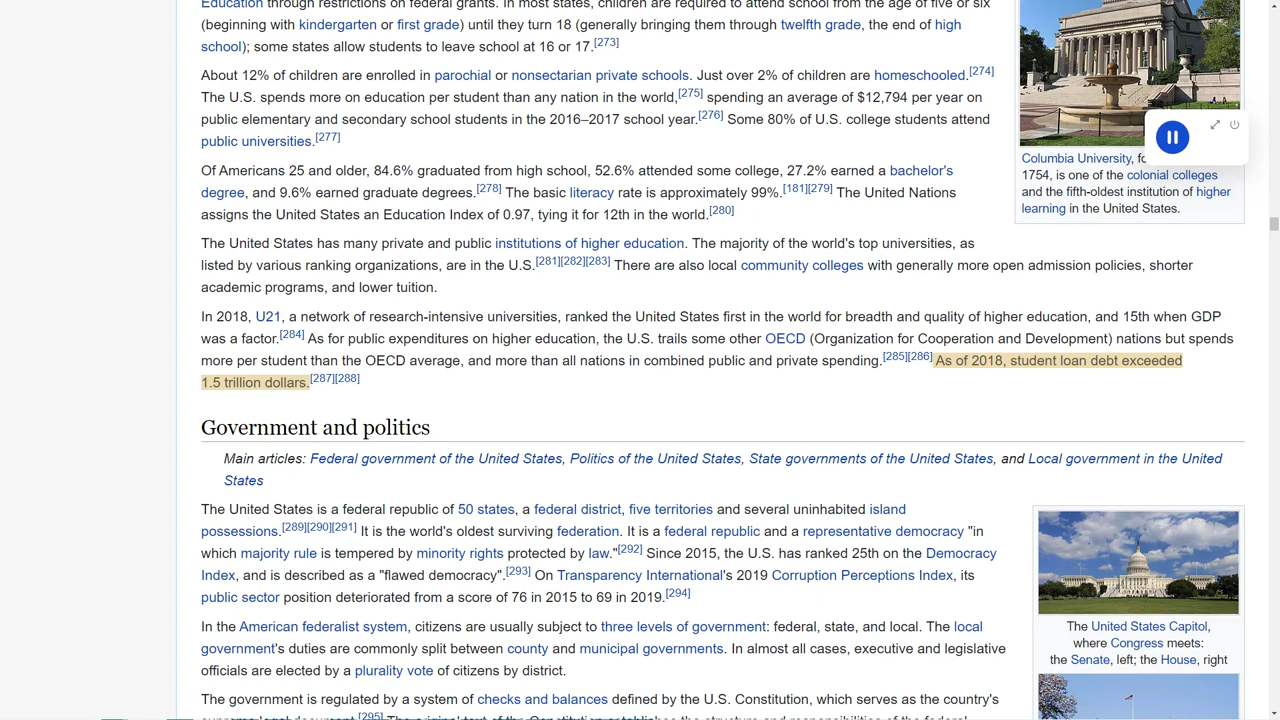 Education through restrictions on federal grants. In most states, children are required to attend school from the age of five or six
(beginning with kindergarten or first grade) until they turn 18 (generally bringing them through twelfth grade, the end of high
school); some states allow students to leave school at 16 or 17.[273]
About 12% of children are enrolled in parochial or nonsectarian private schools. Just over 2% of children are homeschooled.[274]
The U.S. spends more on education per student than any nation in the world,[275] spending an average of $12,794 per year on
public elementary and secondary school students in the 2016–2017 school year.[276] Some 80% of U.S. college students attend
public universities.[277]
Of Americans 25 and older, 84.6% graduated from high school, 52.6% attended some college, 27.2% earned a bachelor's
degree, and 9.6% earned graduate degrees.[278] The basic literacy rate is approximately 99%.[181][279] The United Nations
assigns the United States an Education Index of 0.97, tying it for 12th in the world.[280]
Columbia University,
1754, is one of the colonial colleges
and the fifth-oldest institution of higher
learning in the United States.
The United States has many private and public institutions of higher education. The majority of the world's top universities, as
listed by various ranking organizations, are in the U.S.[281][282][283] There are also local community colleges with generally more open admission policies, shorter
academic programs, and lower tuition.
In 2018, U21, a network of research-intensive universities, ranked the United States first in the world for breadth and quality of higher education, and 15th when GDP
was a factor.[284] As for public expenditures on higher education, the U.S. trails some other OECD (Organization for Cooperation and Development) nations but spends
more per student than the OECD average, and more than all nations in combined public and private spending.[285][286] As of 2018, student loan debt exceeded
1.5 trillion dollars.[287][288]
Government and politics
Main articles: Federal government of the United States, Politics of the United States, State governments of the United States, and Local government in the United
States
The United States is a federal republic of 50 states, a federal district, five territories and several uninhabited island
possessions.[289][290][291] It is the world's oldest surviving federation. It is a federal republic and a representative democracy "in
which majority rule is tempered by minority rights protected by law."[292] Since 2015, the U.S. has ranked 25th on the Democracy
Index, and is described as a "flawed democracy".[293] On Transparency International's 2019 Corruption Perceptions Index, its
public sector position deteriorated from a score of 76 in 2015 to 69 in 2019.[294]
In the American federalist system, citizens are usually subject to three levels of government: federal, state, and local. The local
government's duties are commonly split between county and municipal governments. In almost all cases, executive and legislative
officials are elected by a plurality vote of citizens by district.
The United States Capitol,
where Congress meets:
the Senate, left; the House, right
The government is regulated by a system of checks and balances defined by the U.S. Constitution, which serves as the country's
supreme legal document.[295] The original text of the Constitution establishes the structure and responsibilities of the federal